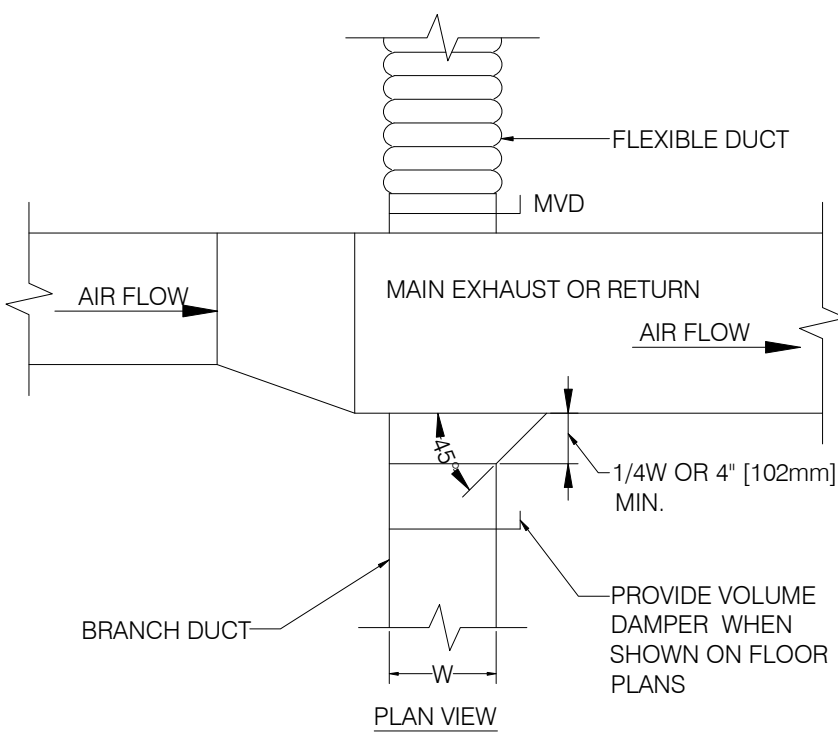 FLEXIBLE DUCT
MVD
AIR FLOW
MAIN EXHAUST OR RETURN
AIR FLOW
45°
1/4W OR 4" [102mm]
MIN.
BRANCH DUCT
PROVIDE VOLUME
DAMPER WHEN
SHOWN ON FLOOR
PLANS
W
PLAN VIEW